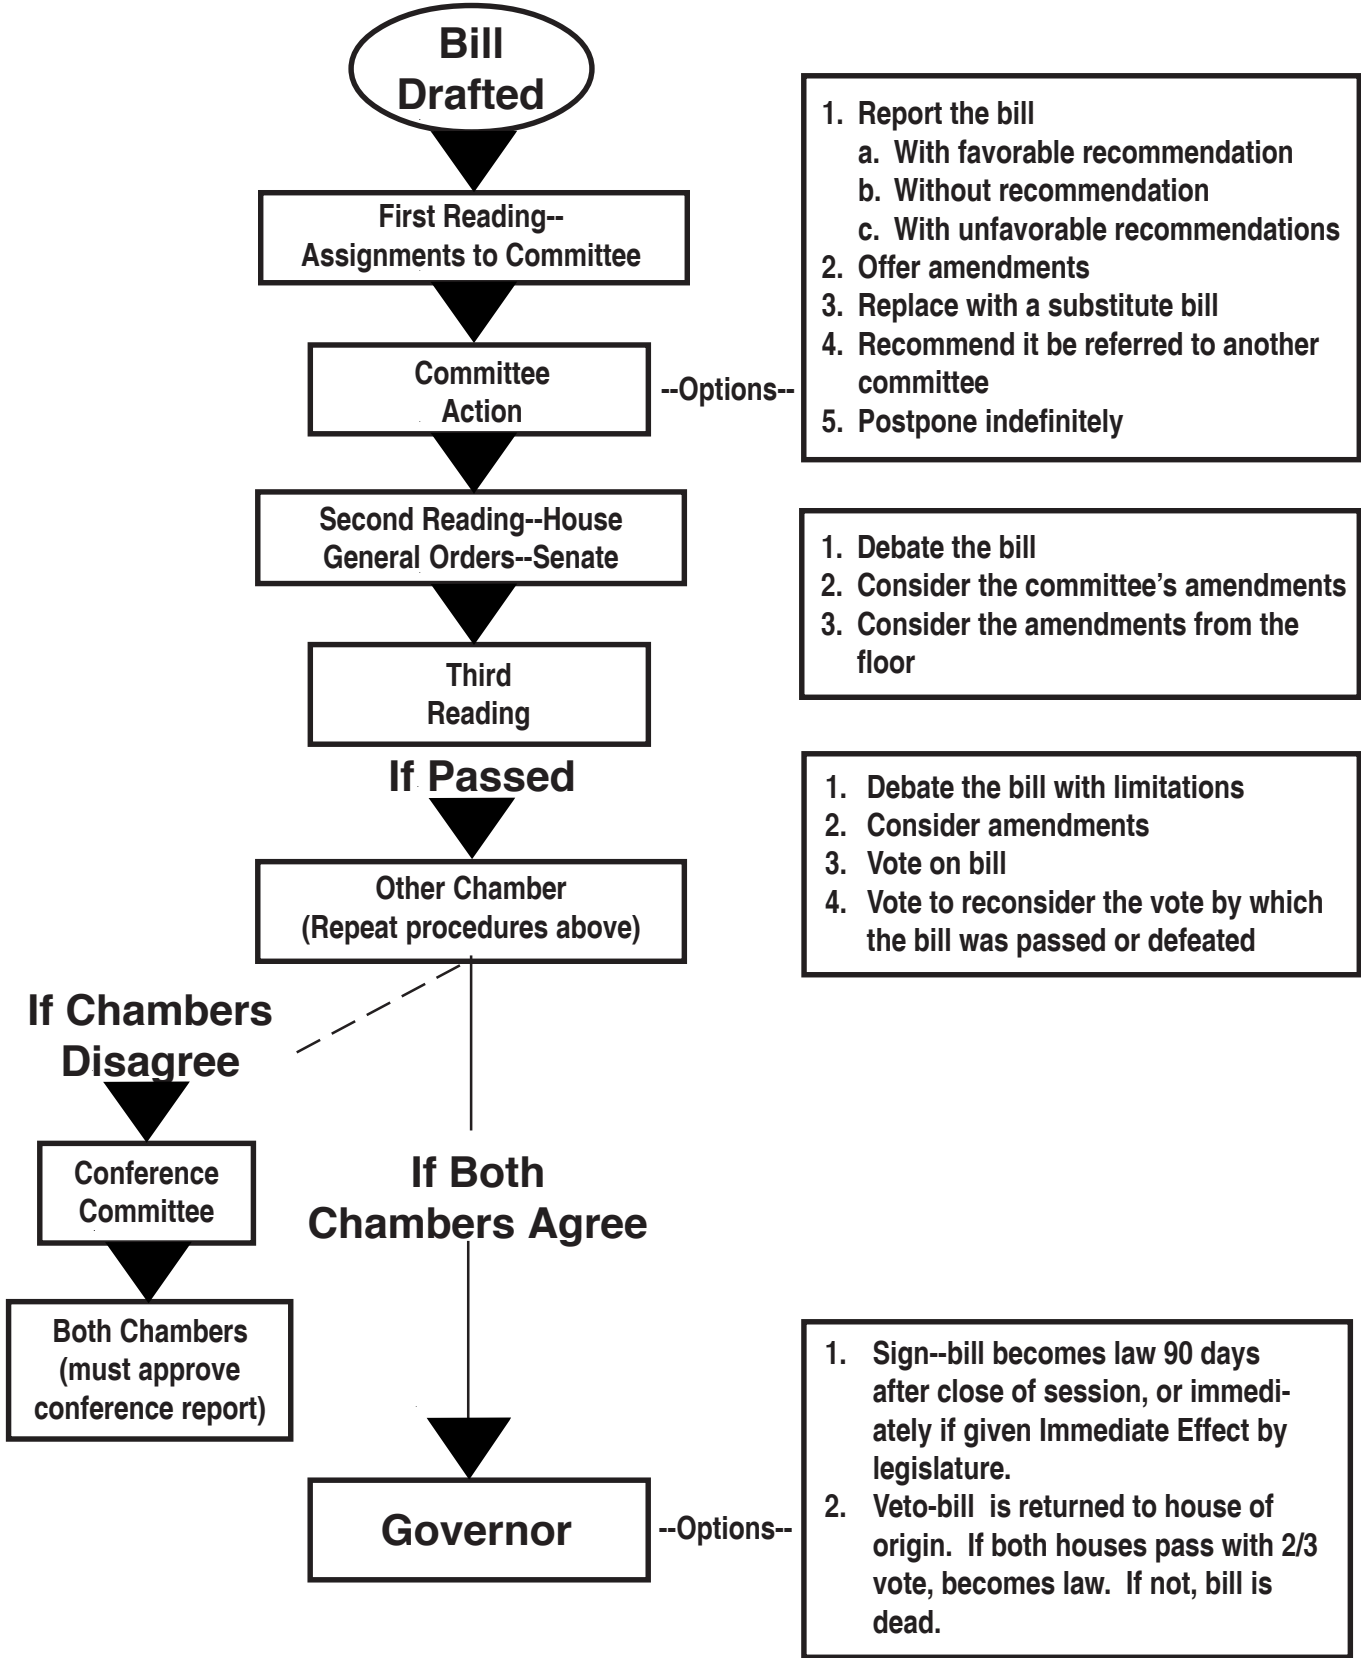 Bill
Drafted
First Reading--
Assignments to Committee
Committee
Action
--Options--
1. Report the bill
a. With favorable recommendation
b. Without recommendation
c. With unfavorable recommendations
2. Offer amendments
3. Replace with a substitute bill
4. Recommend it be referred to another
committee
5. Postpone indefinitely
Second Reading--House
General Orders--Senate
1. Debate the bill
2. Consider the committee's amendments
3. Consider the amendments from the
floor
Third
Reading
If Passed
1. Debate the bill with limitations
2. Consider amendments
3. Vote on bill
4. Vote to reconsider the vote by which
the bill was passed or defeated
Other Chamber
(Repeat procedures above)
If Chambers
Disagree
Conference
Committee
Both Chambers
(must approve
conference report)
If Both
Chambers Agree
Governor
--Options--
1. Sign--bill becomes law 90 days
after close of session, or immedi-
ately if given Immediate Effect by
legislature.
2. Veto-bill is returned to house of
origin. If both houses pass with 2/3
vote, becomes law. If not, bill is
dead.